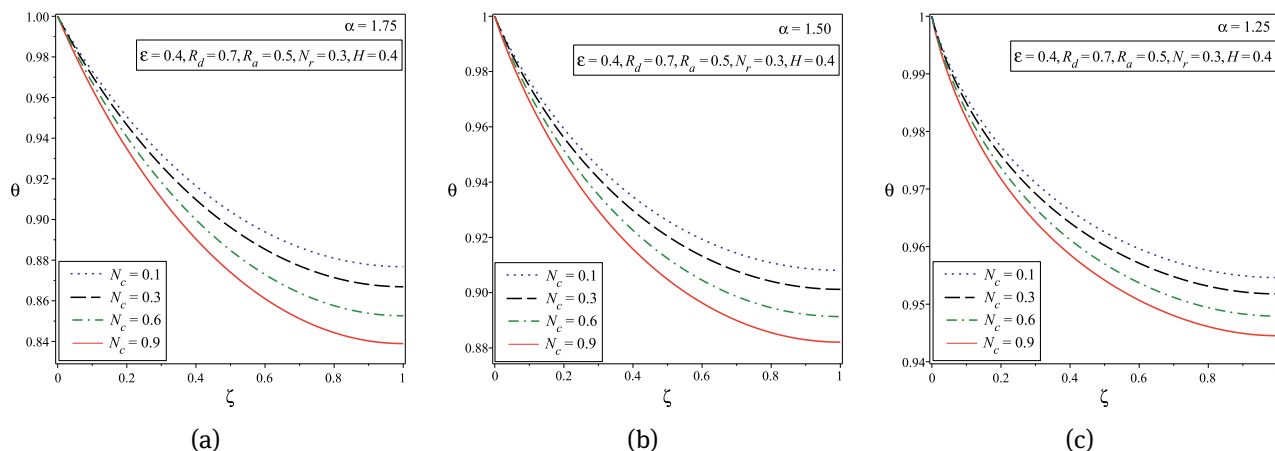 α = 1.75
ε = 0.4, R_d = 0.7, R_a = 0.5, N_r = 0.3, H = 0.4
1.00
0.98
0.96
0.94
0.92
0.90
0.88
0.86
0.84
θ
N_c = 0.1
N_c = 0.3
N_c = 0.6
N_c = 0.9
0 0.2 0.4 0.6 0.8 1
ζ
(a)
α = 1.50
ε = 0.4, R_d = 0.7, R_a = 0.5, N_r = 0.3, H = 0.4
1
0.98
0.96
0.94
0.92
0.90
0.88
θ
N_c = 0.1
N_c = 0.3
N_c = 0.6
N_c = 0.9
0 0.2 0.4 0.6 0.8 1
ζ
(b)
α = 1.25
ε = 0.4, R_d = 0.7, R_a = 0.5, N_r = 0.3, H = 0.4
1
0.99
0.98
0.97
0.96
0.95
0.94
θ
N_c = 0.1
N_c = 0.3
N_c = 0.6
N_c = 0.9
0 0.2 0.4 0.6 0.8
ζ
(c)